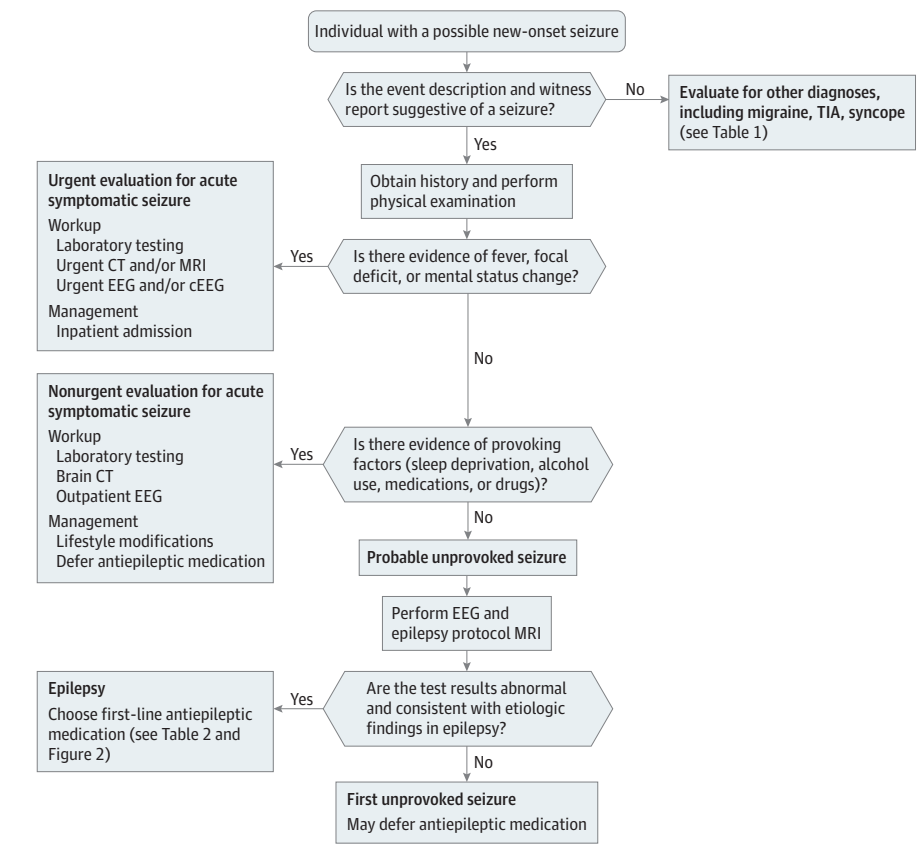 Individual with a possible new-onset seizure
Is the event description and witness
report suggestive of a seizure?
No
Evaluate for other diagnoses,
including migraine, TIA, syncope
(see Table 1)
Yes
Obtain history and perform
physical examination
Urgent evaluation for acute
symptomatic seizure
Workup
Laboratory testing
Urgent CT and/or MRI
Urgent EEG and/or cEEG
Management
Inpatient admission
Yes
Is there evidence of fever, focal
deficit, or mental status change?
No
Nonurgent evaluation for acute
symptomatic seizure
Workup
Laboratory testing
Brain CT
Outpatient EEG
Management
Lifestyle modifications
Defer antiepileptic medication
Yes
Is there evidence of provoking
factors (sleep deprivation, alcohol
use, medications, or drugs)?
No
Probable unprovoked seizure
Perform EEG and
epilepsy protocol MRI
Epilepsy
Choose first-line antiepileptic
medication (see Table 2 and
Figure 2)
Yes
Are the test results abnormal
and consistent with etiologic
findings in epilepsy?
No
First unprovoked seizure
May defer antiepileptic medication